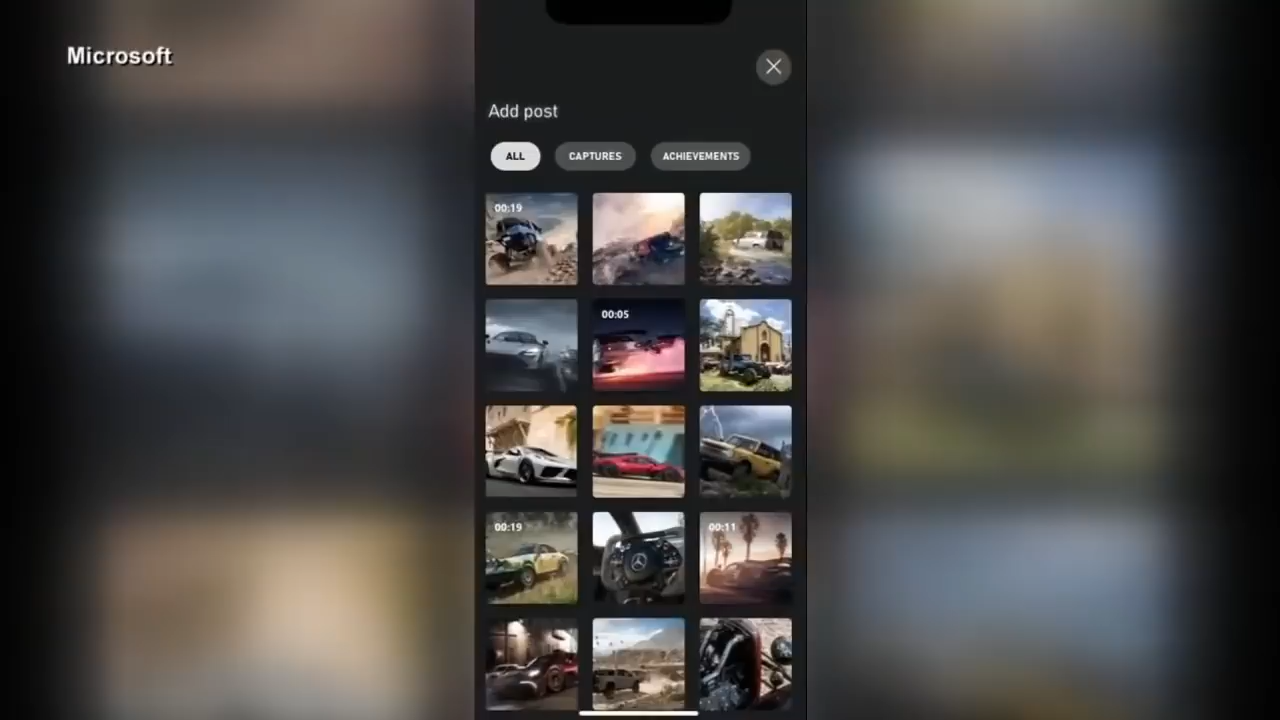 Microsoft
Add post
ALL CAPTURES ACHIEVEMENTS
00:19
00:05
00:19
00:11